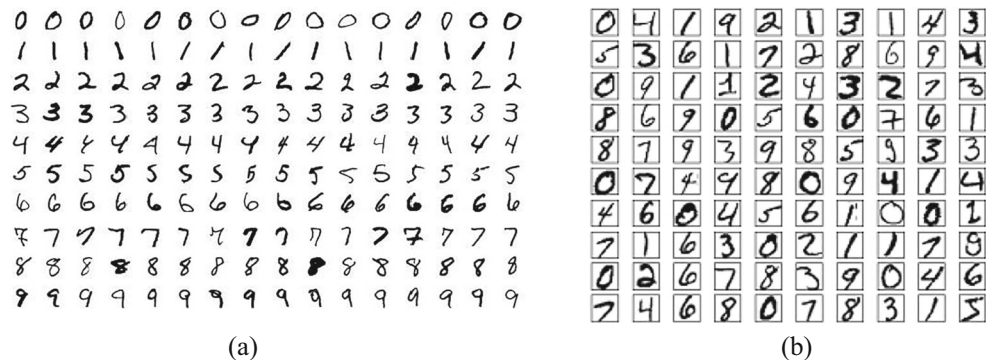 0 0 0 0 0 0 0 0 0 0 0 0 0 0 0 0
1 1 1 1 1 1 1 1 1 1 1 1 1 1 1 1
2 2 2 2 2 2 2 2 2 2 2 2 2 2 2 2
3 3 3 3 3 3 3 3 3 3 3 3 3 3 3 3
4 4 4 4 4 4 4 4 4 4 4 4 4 4 4 4
5 5 5 5 5 5 5 5 5 5 5 5 5 5 5 5
6 6 6 6 6 6 6 6 6 6 6 6 6 6 6 6
7 7 7 7 7 7 7 7 7 7 7 7 7 7 7 7
8 8 8 8 8 8 8 8 8 8 8 8 8 8 8 8
9 9 9 9 9 9 9 9 9 9 9 9 9 9 9 9
(a)
0 4 1 9 2 1 3 1 4 3
5 3 6 1 7 2 8 6 9 4
0 9 1 1 2 4 3 2 7 3
8 6 9 0 5 6 0 7 6 1
8 7 9 3 9 8 5 9 3 3
0 7 4 9 8 0 9 4 1 4
4 6 0 4 5 6 1 0 0 1
7 1 6 3 0 2 1 1 7 9
0 2 6 7 8 3 9 0 4 6
7 4 6 8 0 7 8 3 1 5
(b)